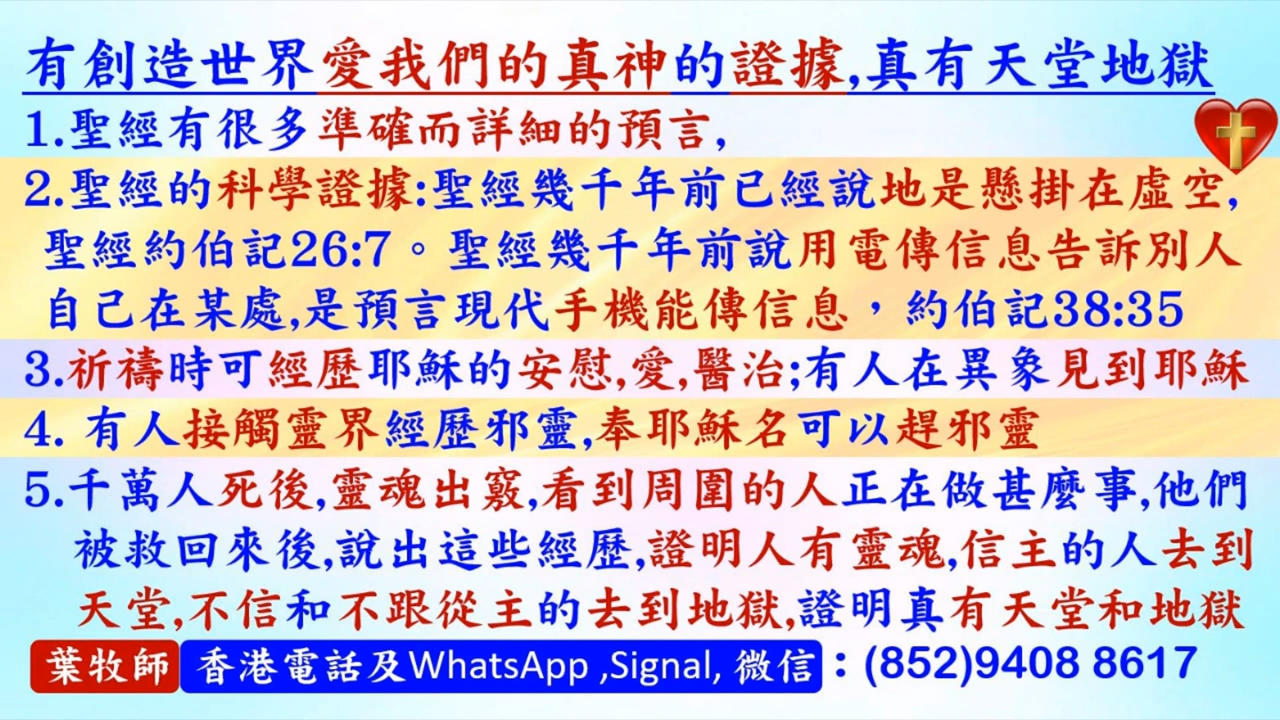 有創造世界愛我們的真神的證據,真有天堂地獄
1.聖經有很多準確而詳細的預言,
2.聖經的科學證據:聖經幾千年前已經說地是懸掛在虛空,
聖經約伯記26:7。聖經幾千年前說用電傳信息告訴別人
自己在某處,是預言現代手機能傳信息，約伯記38:35
3.祈禱時可經歷耶穌的安慰,愛,醫治;有人在異象見到耶穌
4. 有人接觸靈界經歷邪靈,奉耶穌名可以趕邪靈
5.千萬人死後,靈魂出竅,看到周圍的人正在做甚麼事,他們
被救回來後,說出這些經歷,證明人有靈魂,信主的人去到
天堂,不信和不跟從主的去到地獄,證明真有天堂和地獄
葉牧師 香港電話及WhatsApp ,Signal, 微信：(852)9408 8617